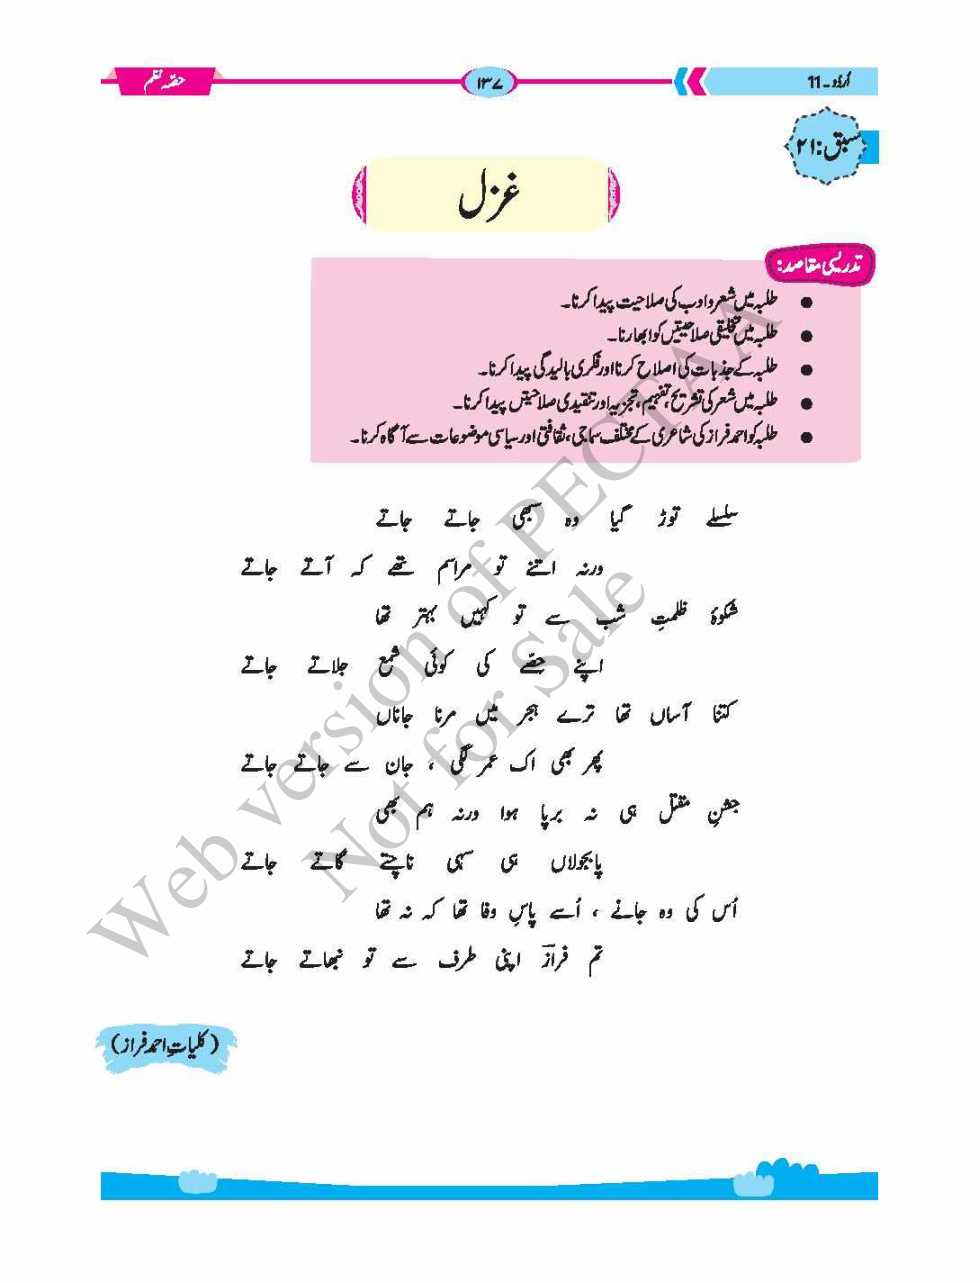 اُردُو۔11
۱۳۷
حصّہ نظم
سبق:۲۱
غزل
تدریسی مقاصد:
● طلبہ میں شعر و ادب کی صلاحیت پیدا کرنا۔
● طلبہ میں تخلیقی صلاحیتیں کو ابھارنا۔
● طلبہ کے جذبات کی اصلاح کرنا اور فکری بالیدگی پیدا کرنا۔
● طلبہ میں شعر کی تشریح، تفہیم، تجزیہ اور تنقیدی صلاحیتیں پیدا کرنا۔
● طلبہ کو احمد فراز کی شاعری کے مختلف سماجی، ثقافتی اور سیاسی موضوعات سے آگاہ کرنا۔
سلسلے توڑ گیا وہ سبھی جاتے جاتے
ورنہ اتنے تو مراسم تھے کہ آتے جاتے
شکوۂ ظلمتِ شب سے تو کہیں بہتر تھا
اپنے حصّے کی کوئی شمع جلاتے جاتے
کتنا آساں تھا ترے ہجر میں مرنا جاناں
پھر بھی اک عمر لگی ، جان سے جاتے جاتے
جشنِ مقتل ہی نہ برپا ہوا ورنہ ہم بھی
پابجولاں ہی سہی ناچتے گاتے جاتے
اُس کی وہ جانے ، اُسے پاسِ وفا تھا کہ نہ تھا
تم فرازؔ اپنی طرف سے تو نبھاتے جاتے
(کلیاتِ احمد فراز)
Web version of PECTAA
Not for Sale